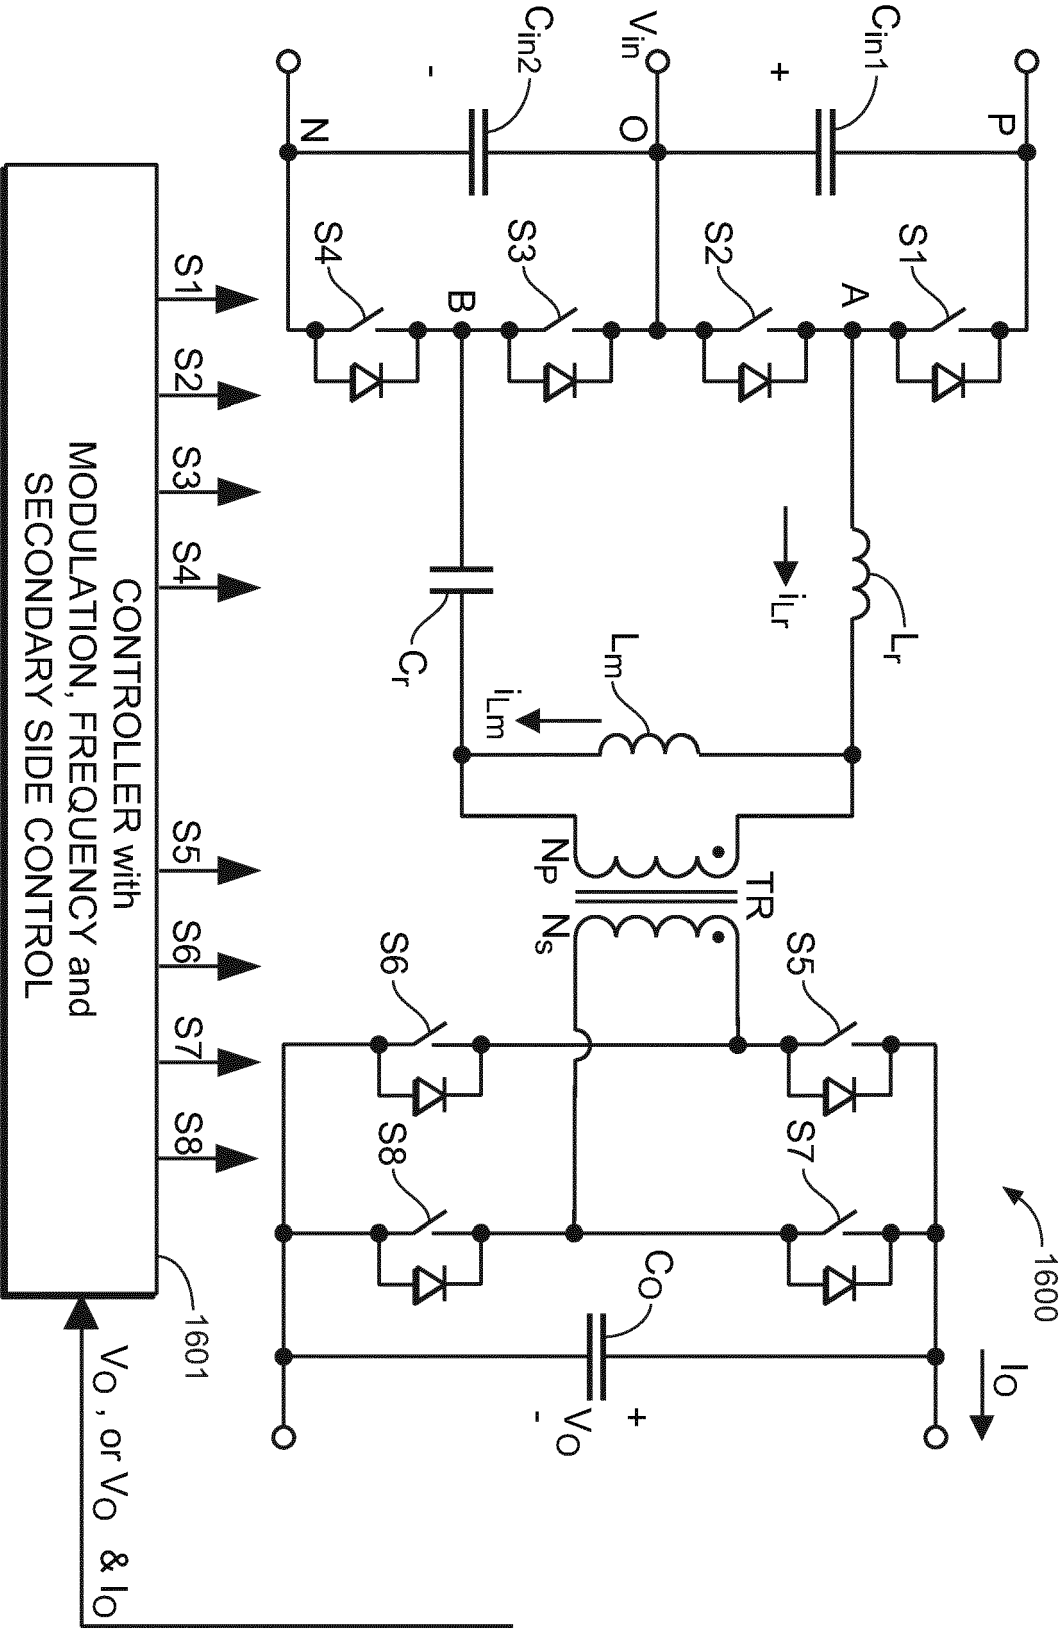 1600
P
Cin1
+
S1
A
Lr
iLr
S2
Vin
O
S3
B
Cin2
-
S4
N
Cr
Lm
iLm
TR
NP
Ns
S5
S7
S6
S8
IO
CO
+
VO
-
S1
S2
S3
S4
S5
S6
S7
S8
CONTROLLER with
MODULATION, FREQUENCY and
SECONDARY SIDE CONTROL
1601
VO , or VO & IO